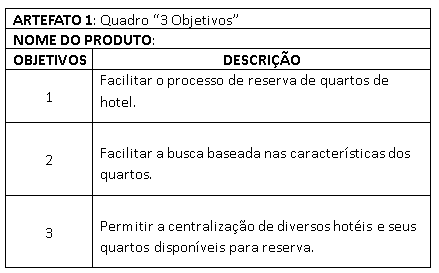 ARTEFATO 1: Quadro “3 Objetivos”
NOME DO PRODUTO:
OBJETIVOS DESCRIÇÃO
1 Facilitar o processo de reserva de quartos de
hotel.
2 Facilitar a busca baseada nas características dos
quartos.
3 Permitir a centralização de diversos hotéis e seus
quartos disponíveis para reserva.